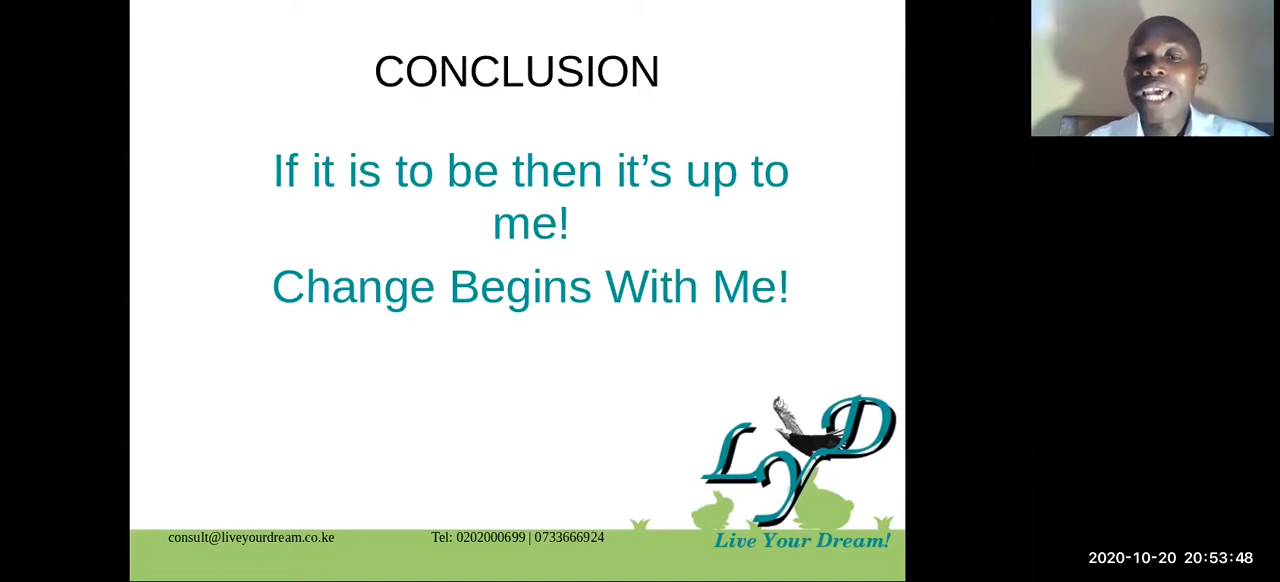 CONCLUSION
If it is to be then it’s up to
me!
Change Begins With Me!
LYD
Live Your Dream!
consult@liveyourdream.co.ke
Tel: 0202000699 | 0733666924
2020-10-20 20:53:48